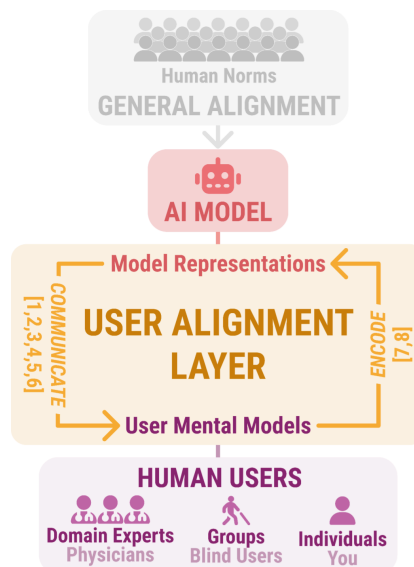 Human Norms
GENERAL ALIGNMENT
AI MODEL
Model Representations
COMMUNICATE
[1,2,3,4,5,6]
USER ALIGNMENT
LAYER
ENCODE
[7,8]
User Mental Models
HUMAN USERS
Domain Experts
Physicians
Groups
Blind Users
Individuals
You